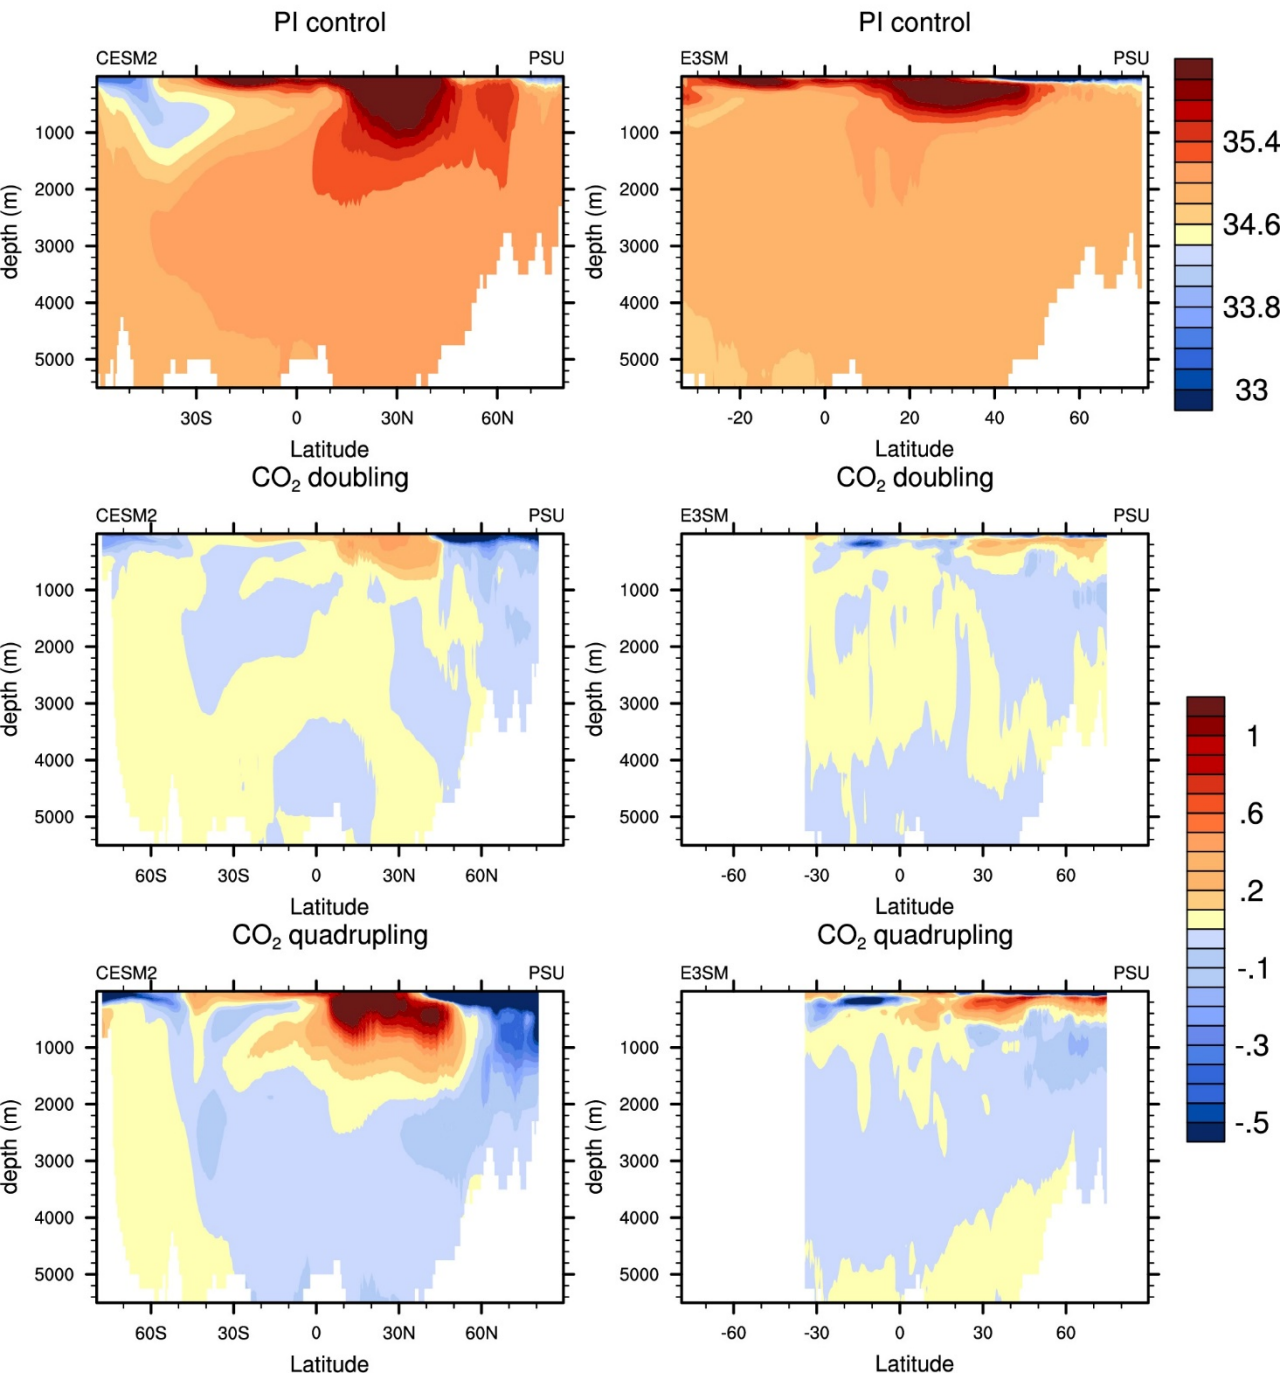 PI control
CESM2 PSU
depth (m)
1000
2000
3000
4000
5000
30S 0 30N 60N
Latitude
PI control
E3SM PSU
depth (m)
1000
2000
3000
4000
5000
-20 0 20 40 60
Latitude
35.4
34.6
33.8
33
CO2 doubling
CESM2 PSU
depth (m)
1000
2000
3000
4000
5000
60S 30S 0 30N 60N
Latitude
CO2 doubling
E3SM PSU
depth (m)
1000
2000
3000
4000
5000
-60 -30 0 30 60
Latitude
1
.6
.2
-.1
-.3
-.5
CO2 quadrupling
CESM2 PSU
depth (m)
1000
2000
3000
4000
5000
60S 30S 0 30N 60N
Latitude
CO2 quadrupling
E3SM PSU
depth (m)
1000
2000
3000
4000
5000
-60 -30 0 30 60
Latitude